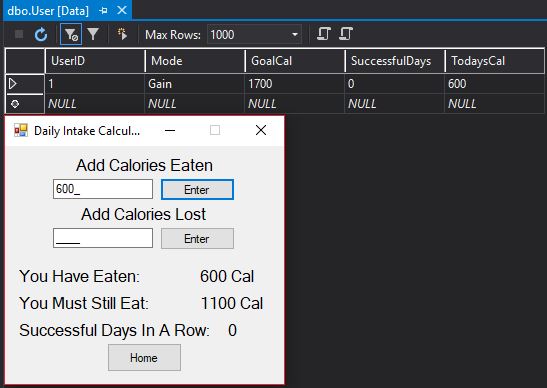 dbo.User [Data]
Max Rows: 1000
UserID Mode GoalCal SuccessfulDays TodaysCal
1 Gain 1700 0 600
NULL NULL NULL NULL NULL
Daily Intake Calcul...
Add Calories Eaten
600_ Enter
Add Calories Lost
____ Enter
You Have Eaten: 600 Cal
You Must Still Eat: 1100 Cal
Successful Days In A Row: 0
Home